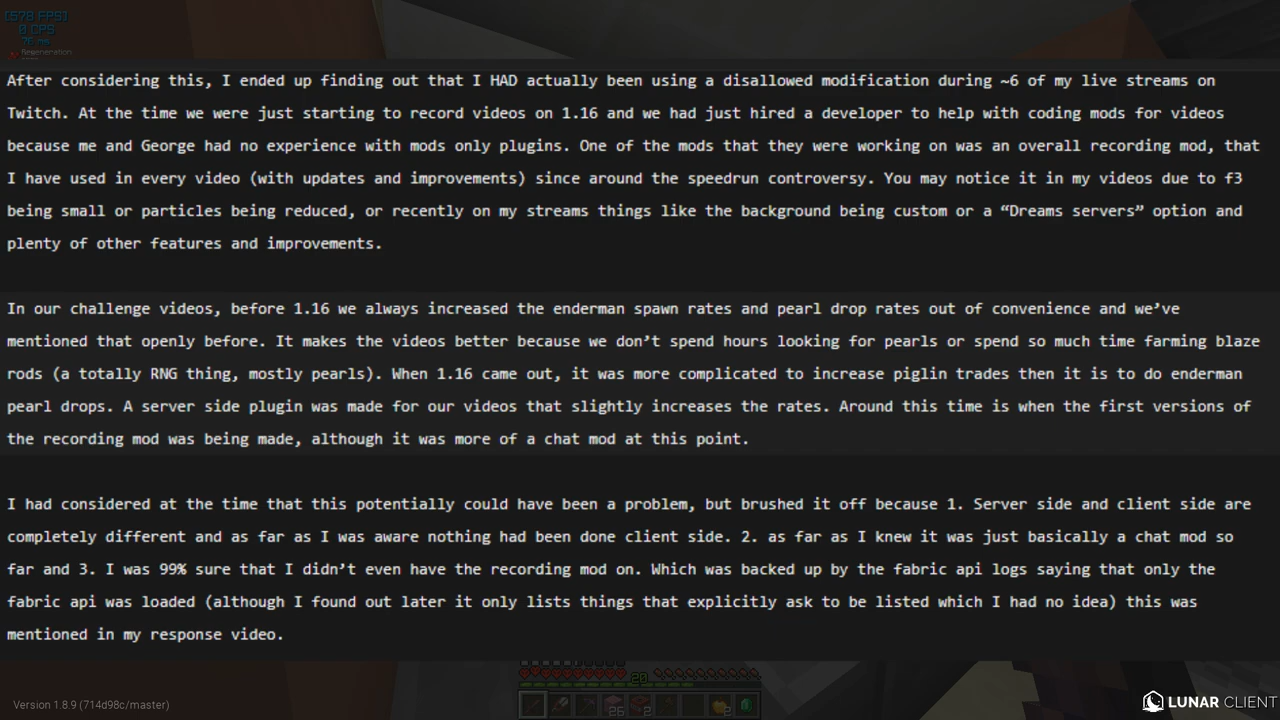 [578 FPS]
0 CPS
76 ms
Regeneration
After considering this, I ended up finding out that I HAD actually been using a disallowed modification during ~6 of my live streams on
Twitch. At the time we were just starting to record videos on 1.16 and we had just hired a developer to help with coding mods for videos
because me and George had no experience with mods only plugins. One of the mods that they were working on was an overall recording mod, that
I have used in every video (with updates and improvements) since around the speedrun controversy. You may notice it in my videos due to f3
being small or particles being reduced, or recently on my streams things like the background being custom or a “Dreams servers” option and
plenty of other features and improvements.
In our challenge videos, before 1.16 we always increased the enderman spawn rates and pearl drop rates out of convenience and we’ve
mentioned that openly before. It makes the videos better because we don’t spend hours looking for pearls or spend so much time farming blaze
rods (a totally RNG thing, mostly pearls). When 1.16 came out, it was more complicated to increase piglin trades then it is to do enderman
pearl drops. A server side plugin was made for our videos that slightly increases the rates. Around this time is when the first versions of
the recording mod was being made, although it was more of a chat mod at this point.
I had considered at the time that this potentially could have been a problem, but brushed it off because 1. Server side and client side are
completely different and as far as I was aware nothing had been done client side. 2. as far as I knew it was just basically a chat mod so
far and 3. I was 99% sure that I didn’t even have the recording mod on. Which was backed up by the fabric api logs saying that only the
fabric api was loaded (although I found out later it only lists things that explicitly ask to be listed which I had no idea) this was
mentioned in my response video.
20
26 2 2
Version 1.8.9 (714d98c/master)
LUNAR CLIENT